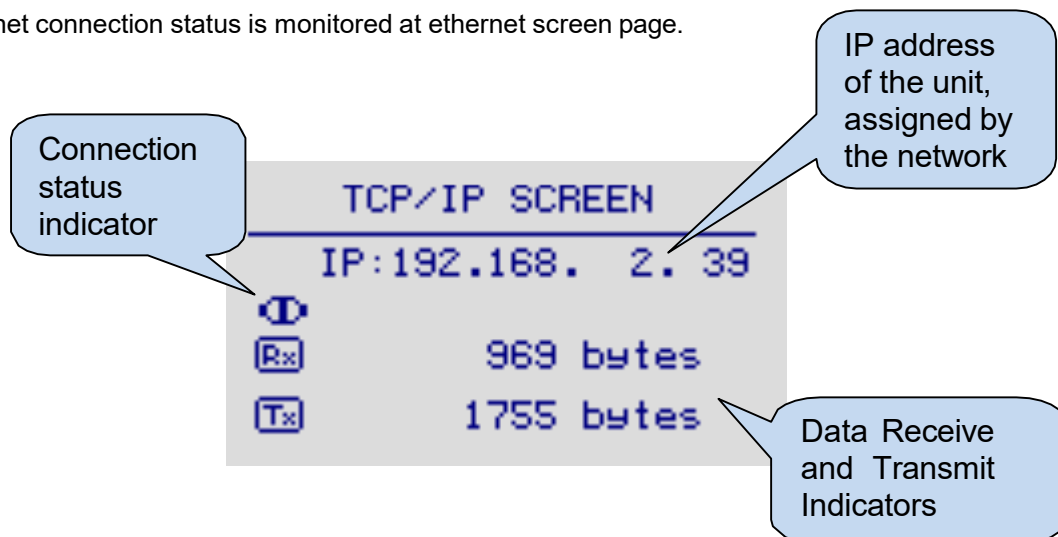 net connection status is monitored at ethernet screen page.
IP address
of the unit,
assigned by
the network
Connection
status
indicator
TCP/IP SCREEN
IP:192.168. 2. 39
Rx 969 bytes
Tx 1755 bytes
Data Receive
and Transmit
Indicators